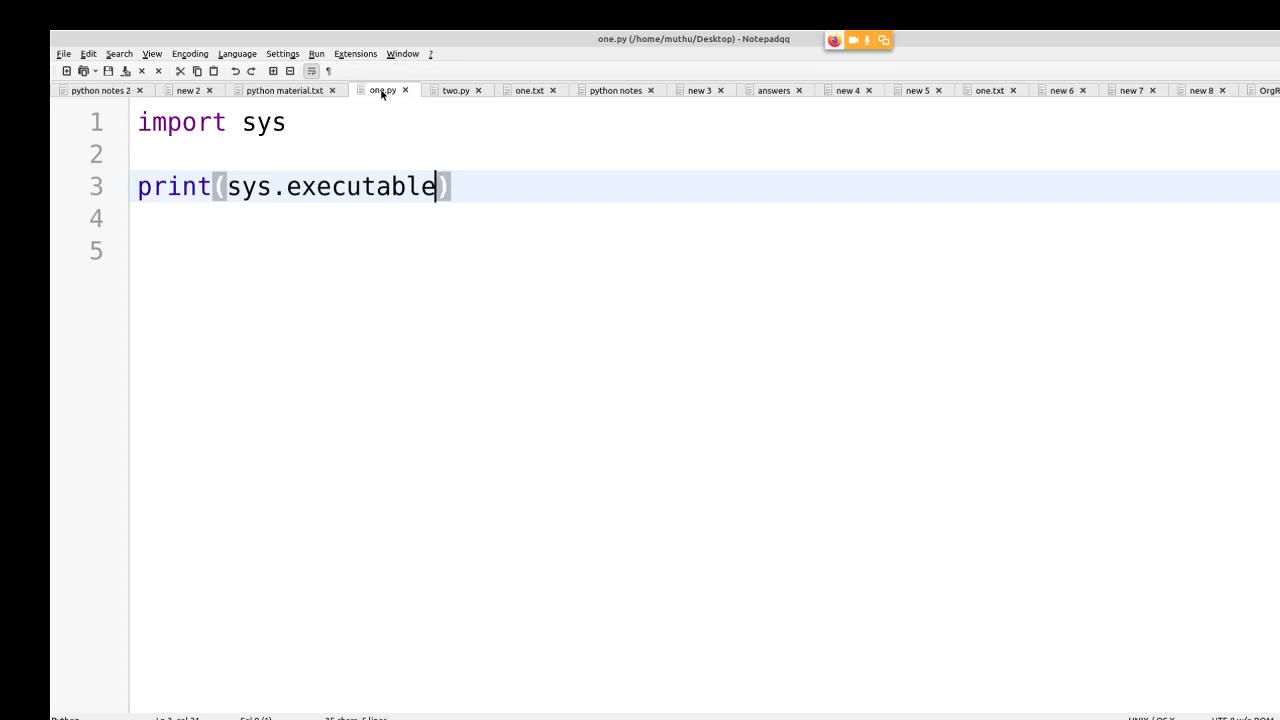 one.py (/home/muthu/Desktop) - Notepadqq
File Edit Search View Encoding Language Settings Run Extensions Window ?
python notes 2 new 2 python material.txt one.py two.py one.txt python notes new 3 answers new 4 new 5 one.txt new 6 new 7 new 8 OrgR
1 import sys
2
3 print(sys.executable)
4
5